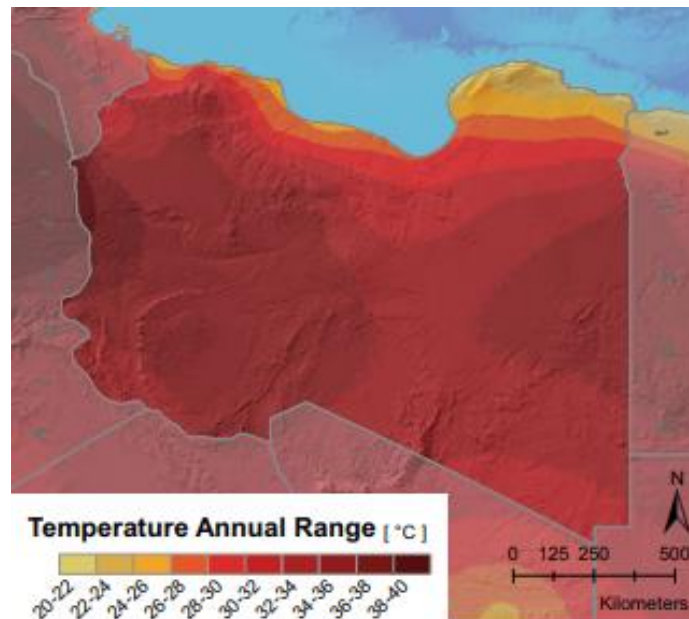 N
0 125 250 500
Kilometers
Temperature Annual Range [ °C ]
20-22 22-24 24-26 26-28 28-30 30-32 32-34 34-36 36-38 38-40